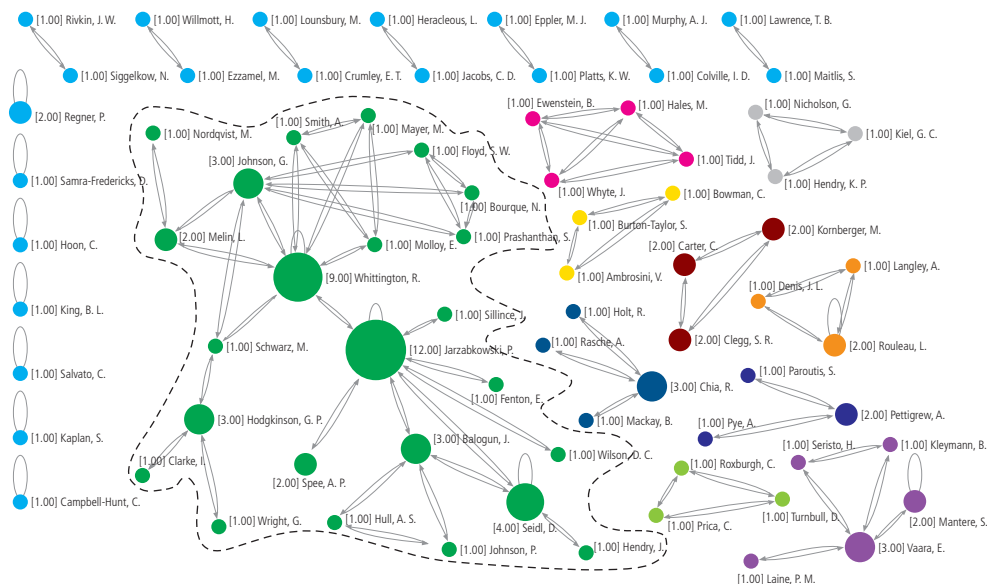 [1.00] Rivkin, J. W.
[1.00] Willmott, H.
[1.00] Lounsbury, M.
[1.00] Heracleous, L.
[1.00] Eppler, M. J.
[1.00] Murphy, A. J.
[1.00] Lawrence, T. B.
[1.00] Siggelkow, N.
[1.00] Ezzamel, M.
[1.00] Crumley, E. T.
[1.00] Jacobs, C. D.
[1.00] Platts, K. W.
[1.00] Colville, I. D.
[1.00] Maitlis, S.
[2.00] Regner, P.
[1.00] Samra-Fredericks, D.
[1.00] Hoon, C.
[1.00] King, B. L.
[1.00] Salvato, C.
[1.00] Kaplan, S.
[1.00] Campbell-Hunt, C.
[1.00] Nordqvist, M.
[1.00] Smith, A.
[1.00] Mayer, M.
[1.00] Floyd, S. W.
[3.00] Johnson, G.
[1.00] Bourque, N.
[2.00] Melin, L.
[1.00] Molloy, E.
[1.00] Prashanthan, S.
[9.00] Whittington, R.
[1.00] Sillince, J.
[12.00] Jarzabkowski, P.
[1.00] Schwarz, M.
[1.00] Fenton, E.
[3.00] Hodgkinson, G. P.
[3.00] Balogun, J.
[1.00] Wilson, D. C.
[1.00] Clarke, I.
[2.00] Spee, A. P.
[1.00] Wright, G.
[1.00] Hull, A. S.
[4.00] Seidl, D.
[1.00] Johnson, P.
[1.00] Hendry, J.
[1.00] Ewenstein, B.
[1.00] Hales, M.
[1.00] Tidd, J.
[1.00] Whyte, J.
[1.00] Nicholson, G.
[1.00] Kiel, G. C.
[1.00] Hendry, K. P.
[1.00] Bowman, C.
[1.00] Burton-Taylor, S.
[1.00] Ambrosini, V.
[2.00] Kornberger, M.
[2.00] Carter, C.
[2.00] Clegg, S. R.
[1.00] Langley, A.
[1.00] Denis, J. L.
[2.00] Rouleau, L.
[1.00] Holt, R.
[1.00] Rasche, A.
[3.00] Chia, R.
[1.00] Mackay, B.
[1.00] Paroutis, S.
[2.00] Pettigrew, A.
[1.00] Pye, A.
[1.00] Roxburgh, C.
[1.00] Turnbull, D.
[1.00] Prica, C.
[1.00] Seristo, H.
[1.00] Kleymann, B.
[2.00] Mantere, S.
[3.00] Vaara, E.
[1.00] Laine, P. M.